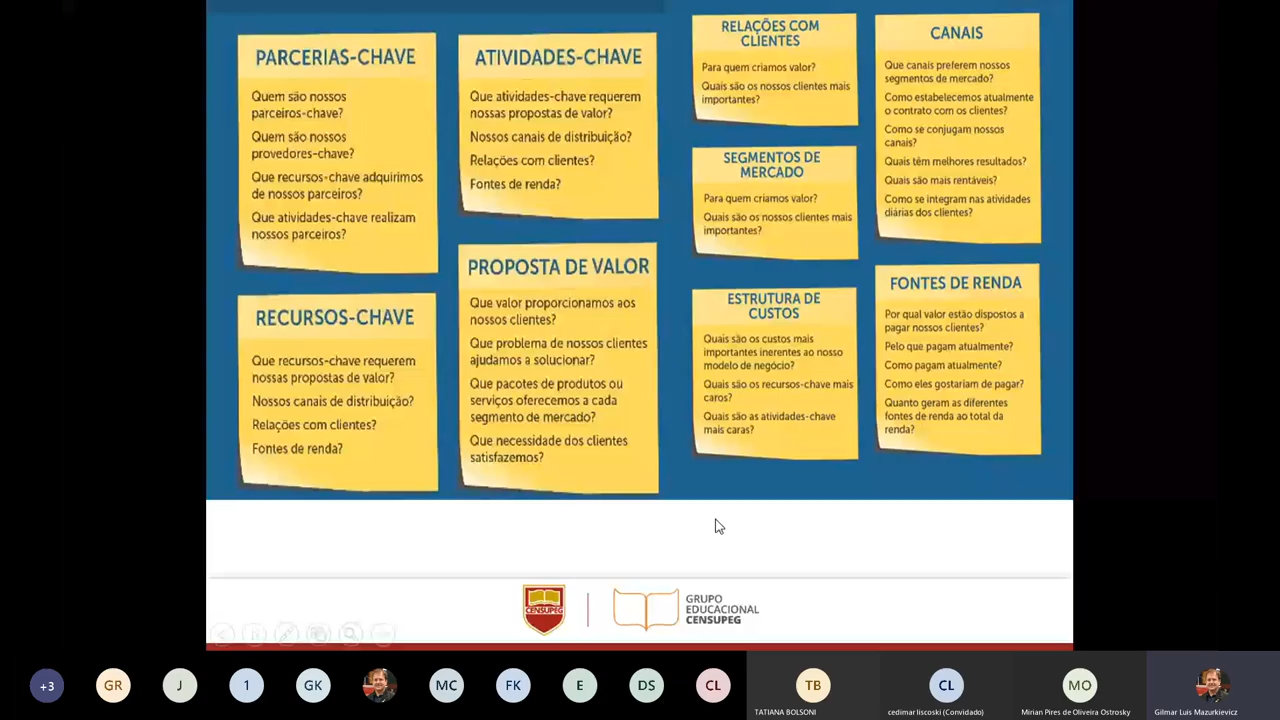 PARCERIAS-CHAVE
Quem são nossos
parceiros-chave?
Quem são nossos
provedores-chave?
Que recursos-chave adquirimos
de nossos parceiros?
Que atividades-chave realizam
nossos parceiros?
RECURSOS-CHAVE
Que recursos-chave requerem
nossas propostas de valor?
Nossos canais de distribuição?
Relações com clientes?
Fontes de renda?
ATIVIDADES-CHAVE
Que atividades-chave requerem
nossas propostas de valor?
Nossos canais de distribuição?
Relações com clientes?
Fontes de renda?
PROPOSTA DE VALOR
Que valor proporcionamos aos
nossos clientes?
Que problema de nossos clientes
ajudamos a solucionar?
Que pacotes de produtos ou
serviços oferecemos a cada
segmento de mercado?
Que necessidade dos clientes
satisfazemos?
RELAÇÕES COM
CLIENTES
Para quem criamos valor?
Quais são os nossos clientes mais
importantes?
SEGMENTOS DE
MERCADO
Para quem criamos valor?
Quais são os nossos clientes mais
importantes?
ESTRUTURA DE
CUSTOS
Quais são os custos mais
importantes inerentes ao nosso
modelo de negócio?
Quais são os recursos-chave mais
caros?
Quais são as atividades-chave
mais caras?
CANAIS
Que canais preferem nossos
segmentos de mercado?
Como estabelecemos atualmente
o contrato com os clientes?
Como se conjugam nossos
canais?
Quais têm melhores resultados?
Quais são mais rentáveis?
Como se integram nas atividades
diárias dos clientes?
FONTES DE RENDA
Por qual valor estão dispostos a
pagar nossos clientes?
Pelo que pagam atualmente?
Como pagam atualmente?
Como eles gostariam de pagar?
Quanto geram as diferentes
fontes de renda ao total da
renda?
CENSUPEG
GRUPO
EDUCACIONAL
CENSUPEG
+3
GR
J
1
GK
MC
FK
E
DS
CL
TB
CL
MO
TATIANA BOLSONI
cedimar liscoski (Convidado)
Mirian Pires de Oliveira Ostrosky
Gilmar Luis Mazurkievicz